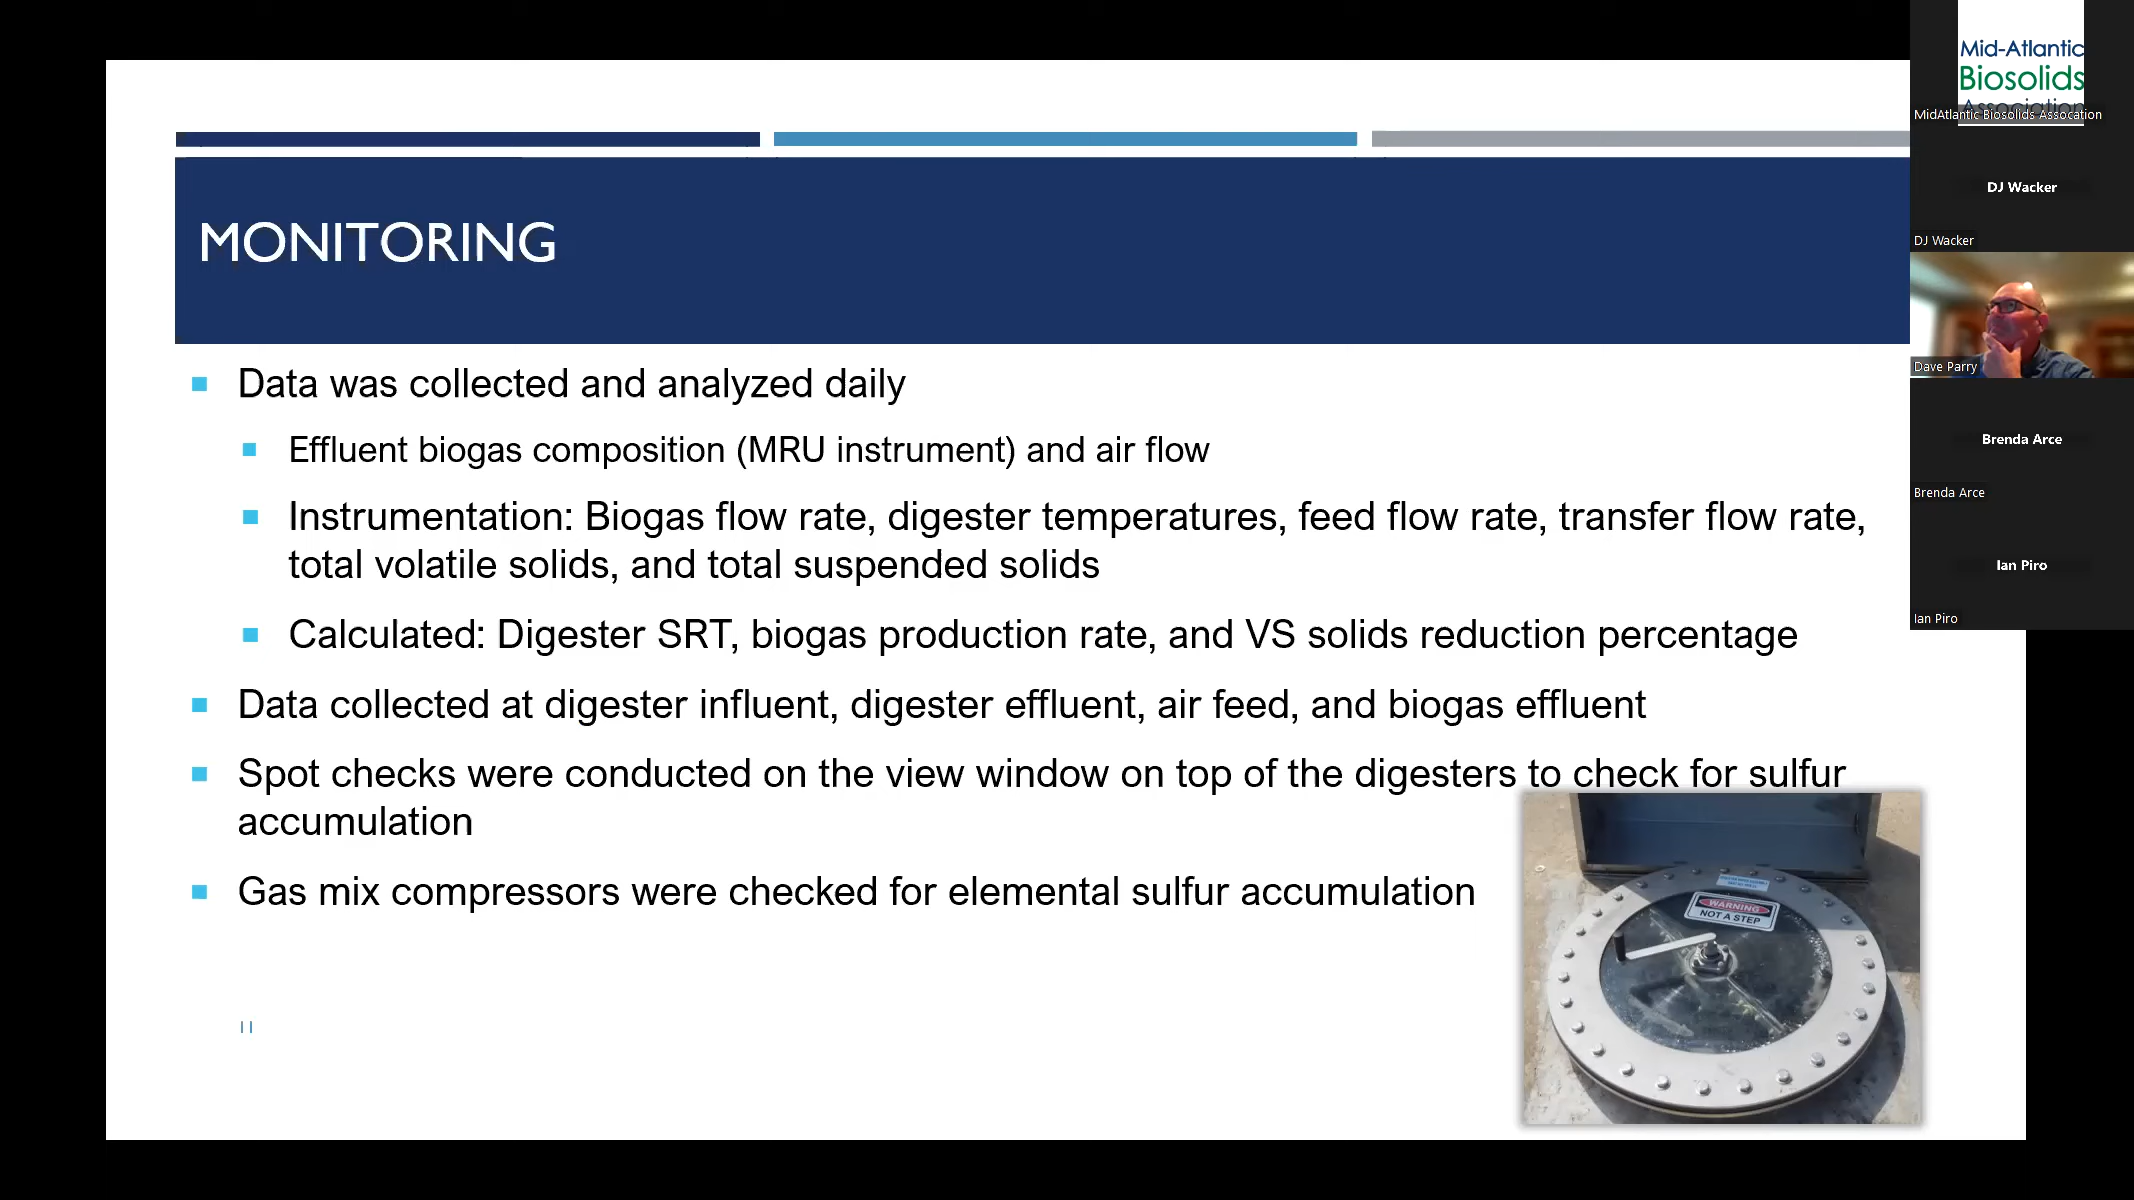 MONITORING
Data was collected and analyzed daily
Effluent biogas composition (MRU instrument) and air flow
Instrumentation: Biogas flow rate, digester temperatures, feed flow rate, transfer flow rate,
total volatile solids, and total suspended solids
Calculated: Digester SRT, biogas production rate, and VS solids reduction percentage
Data collected at digester influent, digester effluent, air feed, and biogas effluent
Spot checks were conducted on the view window on top of the digesters to check for sulfur
accumulation
Gas mix compressors were checked for elemental sulfur accumulation
11
WARNING
NOT A STEP
Mid-Atlantic
Biosolids
Association
MidAtlantic Biosolids Assocation
DJ Wacker
DJ Wacker
Dave Parry
Brenda Arce
Brenda Arce
Ian Piro
Ian Piro